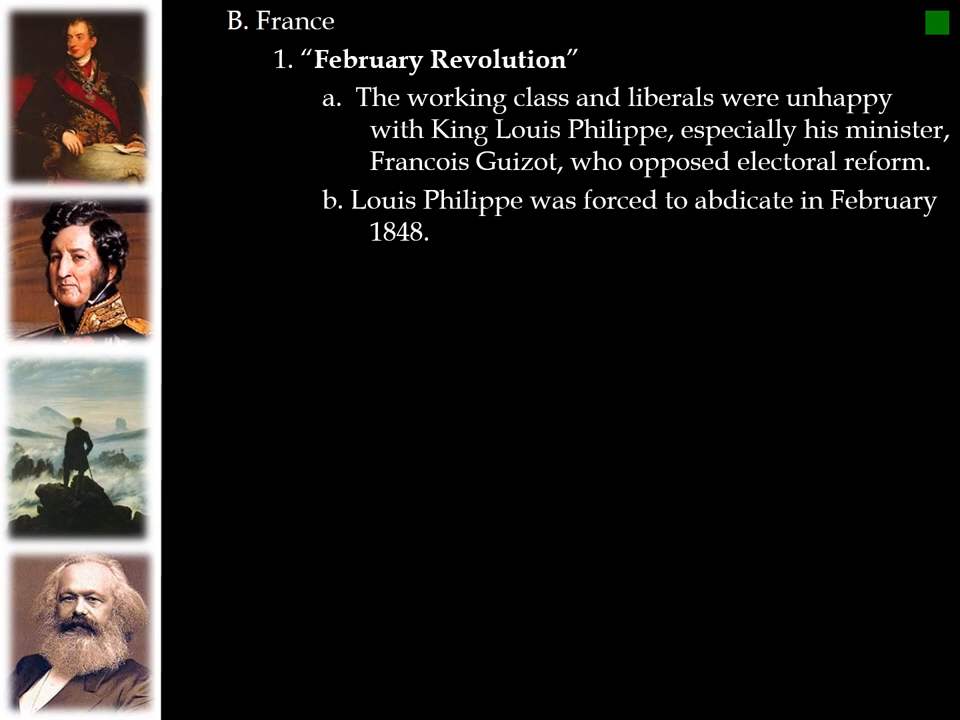 B. France
1. “February Revolution”
a. The working class and liberals were unhappy
with King Louis Philippe, especially his minister,
Francois Guizot, who opposed electoral reform.
b. Louis Philippe was forced to abdicate in February
1848.